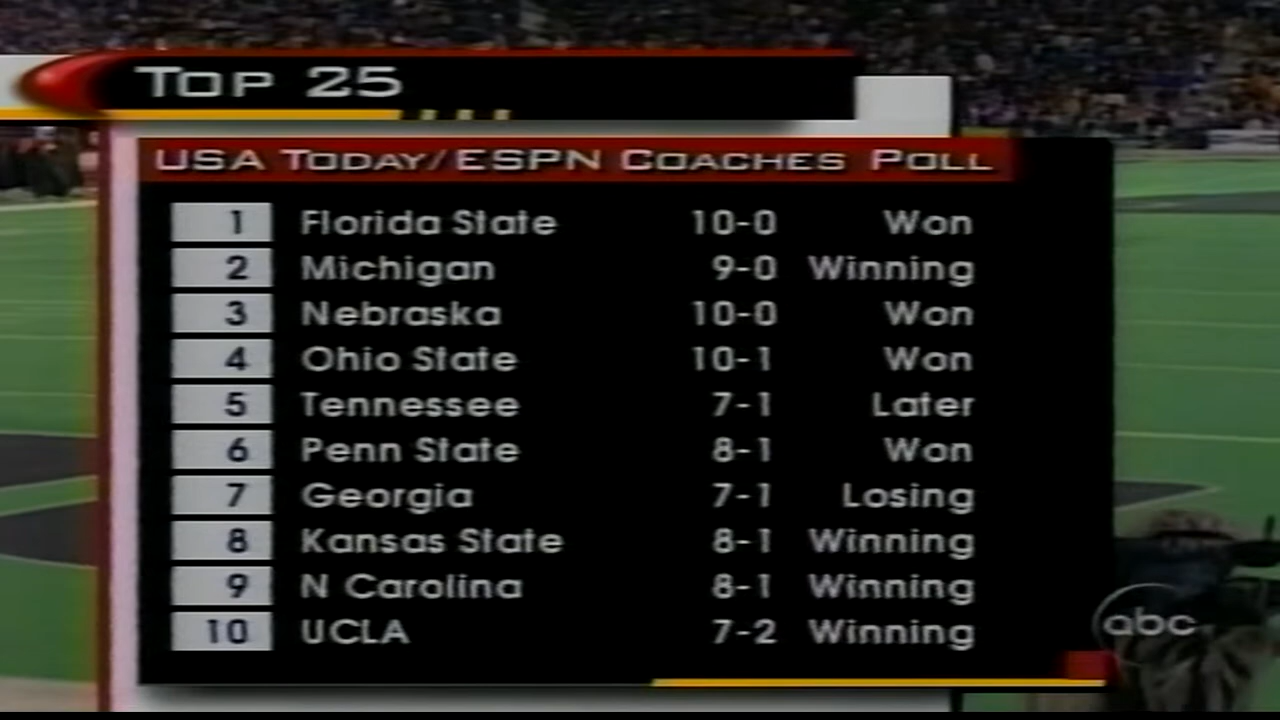 Top 25
USA Today/ESPN Coaches Poll
1 Florida State 10-0 Won
2 Michigan 9-0 Winning
3 Nebraska 10-0 Won
4 Ohio State 10-1 Won
5 Tennessee 7-1 Later
6 Penn State 8-1 Won
7 Georgia 7-1 Losing
8 Kansas State 8-1 Winning
9 N Carolina 8-1 Winning
10 UCLA 7-2 Winning
abc